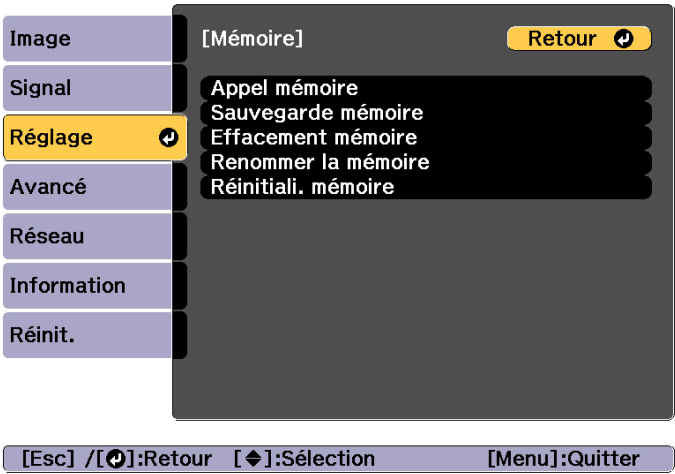 Image
Signal
Réglage
Avancé
Réseau
Information
Réinit.
[Mémoire]
Retour
Appel mémoire
Sauvegarde mémoire
Effacement mémoire
Renommer la mémoire
Réinitiali. mémoire
[Esc] /[⏎]:Retour [◆]:Sélection [Menu]:Quitter